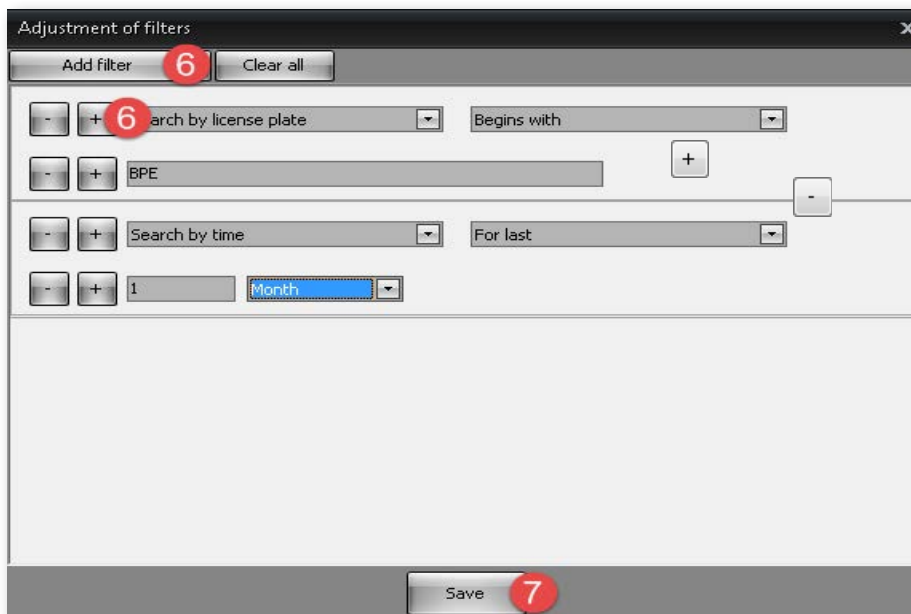 Adjustment of filters x
Add filter 6 Clear all
- + 6 arch by license plate Begins with
- + BPE +
-
- + Search by time For last
- + 1 Month
Save 7